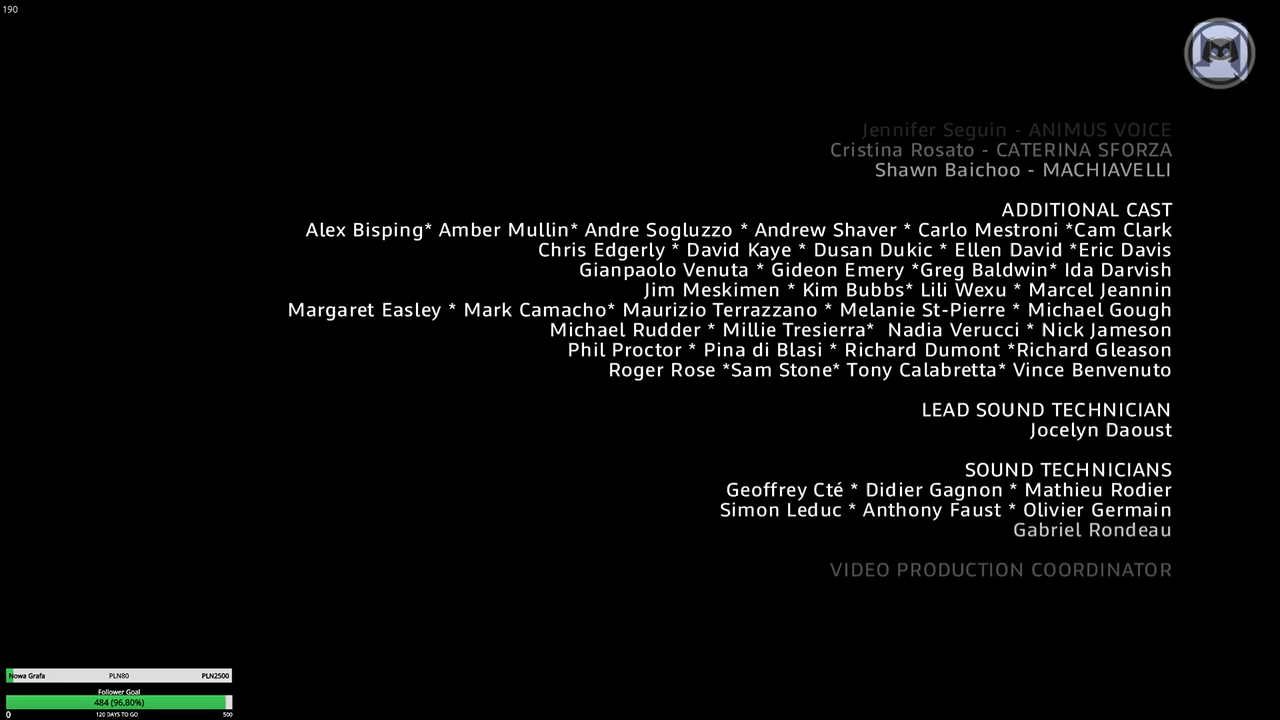 190
Jennifer Seguin - ANIMUS VOICE
Cristina Rosato - CATERINA SFORZA
Shawn Baichoo - MACHIAVELLI
ADDITIONAL CAST
Alex Bisping* Amber Mullin* Andre Sogluzzo * Andrew Shaver * Carlo Mestroni *Cam Clark
Chris Edgerly * David Kaye * Dusan Dukic * Ellen David *Eric Davis
Gianpaolo Venuta * Gideon Emery *Greg Baldwin* Ida Darvish
Jim Meskimen * Kim Bubbs* Lili Wexu * Marcel Jeannin
Margaret Easley * Mark Camacho* Maurizio Terrazzano * Melanie St-Pierre * Michael Gough
Michael Rudder * Millie Tresierra*  Nadia Verucci * Nick Jameson
Phil Proctor * Pina di Blasi * Richard Dumont *Richard Gleason
Roger Rose *Sam Stone* Tony Calabretta* Vince Benvenuto
LEAD SOUND TECHNICIAN
Jocelyn Daoust
SOUND TECHNICIANS
Geoffrey Cté * Didier Gagnon * Mathieu Rodier
Simon Leduc * Anthony Faust * Olivier Germain
Gabriel Rondeau
VIDEO PRODUCTION COORDINATOR
Nowa Grafa PLN80 PLN2500
Follower Goal
484 (96.80%)
0 120 DAYS TO GO 500